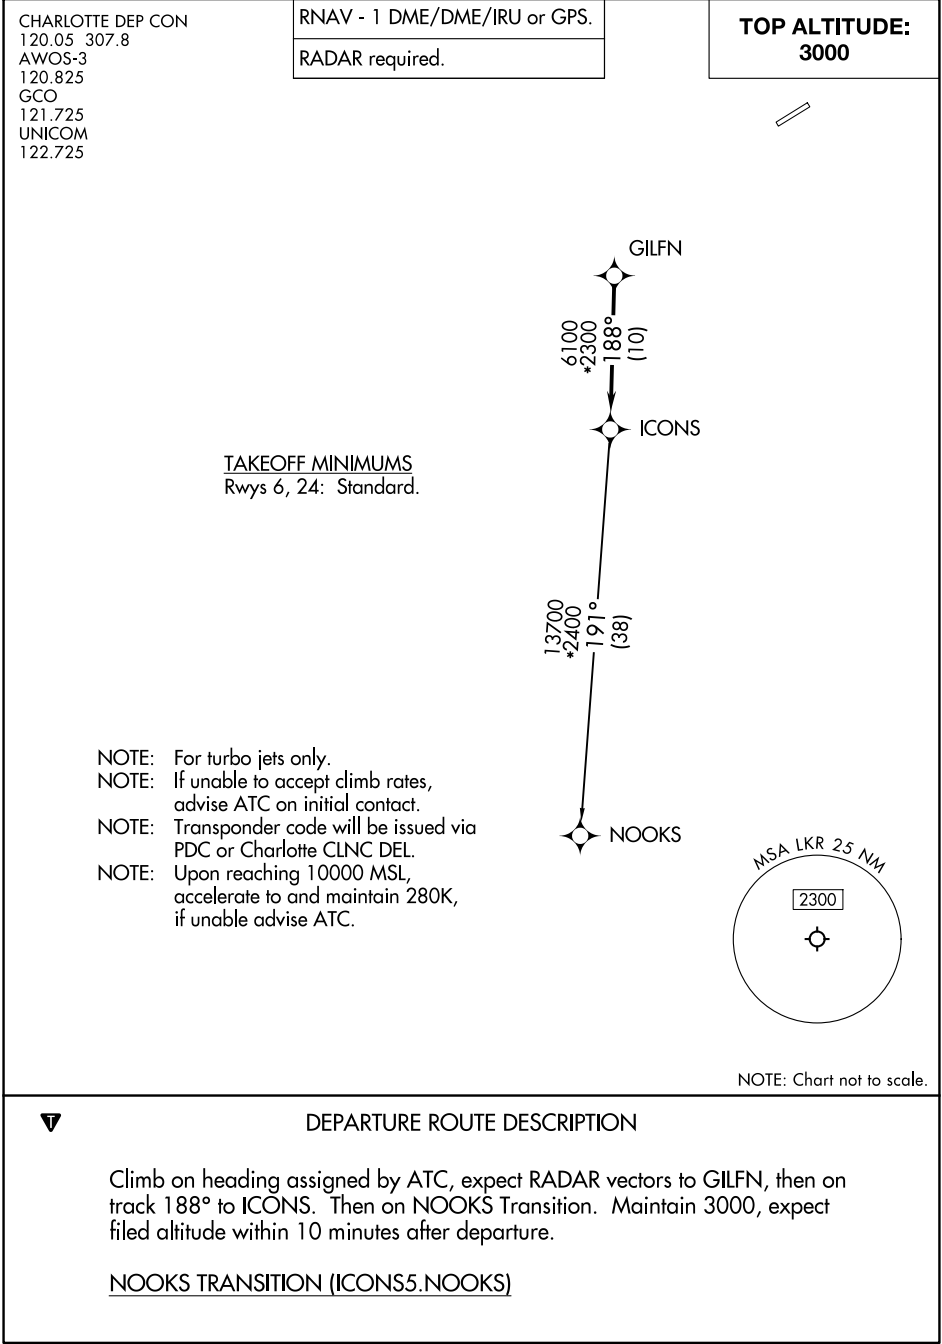 CHARLOTTE DEP CON
120.05 307.8
AWOS-3
120.825
GCO
121.725
UNICOM
122.725
RNAV - 1 DME/DME/IRU or GPS.
RADAR required.
TOP ALTITUDE:
3000
GILFN
6100
*2300
188°
(10)
ICONS
TAKEOFF MINIMUMS
Rwys 6, 24: Standard.
13700
*2400
191°
(38)
NOOKS
NOTE: For turbo jets only.
NOTE: If unable to accept climb rates,
advise ATC on initial contact.
NOTE: Transponder code will be issued via
PDC or Charlotte CLNC DEL.
NOTE: Upon reaching 10000 MSL,
accelerate to and maintain 280K,
if unable advise ATC.
MSA LKR 25 NM
2300
NOTE: Chart not to scale.
T
DEPARTURE ROUTE DESCRIPTION
Climb on heading assigned by ATC, expect RADAR vectors to GILFN, then on
track 188° to ICONS. Then on NOOKS Transition. Maintain 3000, expect
filed altitude within 10 minutes after departure.
NOOKS TRANSITION (ICONS5.NOOKS)